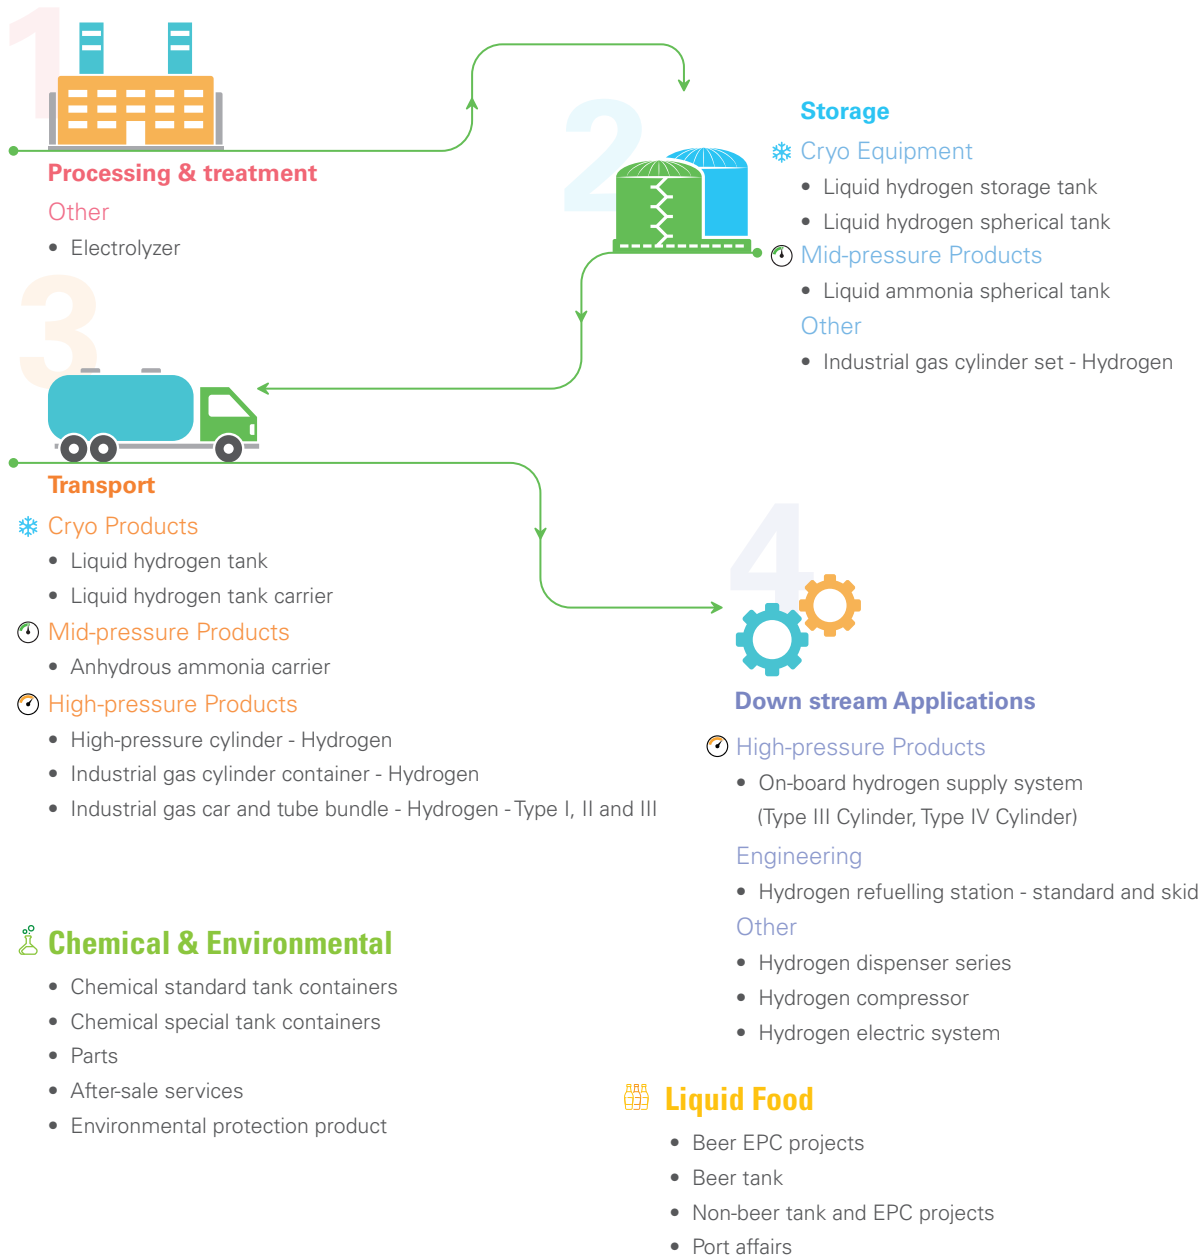 1
Processing & treatment
Other
• Electrolyzer
2
Storage
Cryo Equipment
• Liquid hydrogen storage tank
• Liquid hydrogen spherical tank
Mid-pressure Products
• Liquid ammonia spherical tank
Other
• Industrial gas cylinder set - Hydrogen
3
Transport
Cryo Products
• Liquid hydrogen tank
• Liquid hydrogen tank carrier
Mid-pressure Products
• Anhydrous ammonia carrier
High-pressure Products
• High-pressure cylinder - Hydrogen
• Industrial gas cylinder container - Hydrogen
• Industrial gas car and tube bundle - Hydrogen - Type I, II and III
4
Down stream Applications
High-pressure Products
• On-board hydrogen supply system
(Type III Cylinder, Type IV Cylinder)
Engineering
• Hydrogen refuelling station - standard and skid
Other
• Hydrogen dispenser series
• Hydrogen compressor
• Hydrogen electric system
Chemical & Environmental
• Chemical standard tank containers
• Chemical special tank containers
• Parts
• After-sale services
• Environmental protection product
Liquid Food
• Beer EPC projects
• Beer tank
• Non-beer tank and EPC projects
• Port affairs